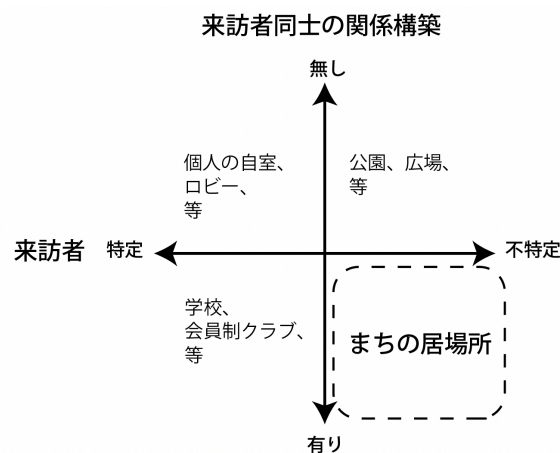 来訪者同士の関係構築
無し
個人の自室、
ロビー、
等
公園、広場、
等
来訪者
特定
不特定
学校、
会員制クラブ、
等
まちの居場所
有り